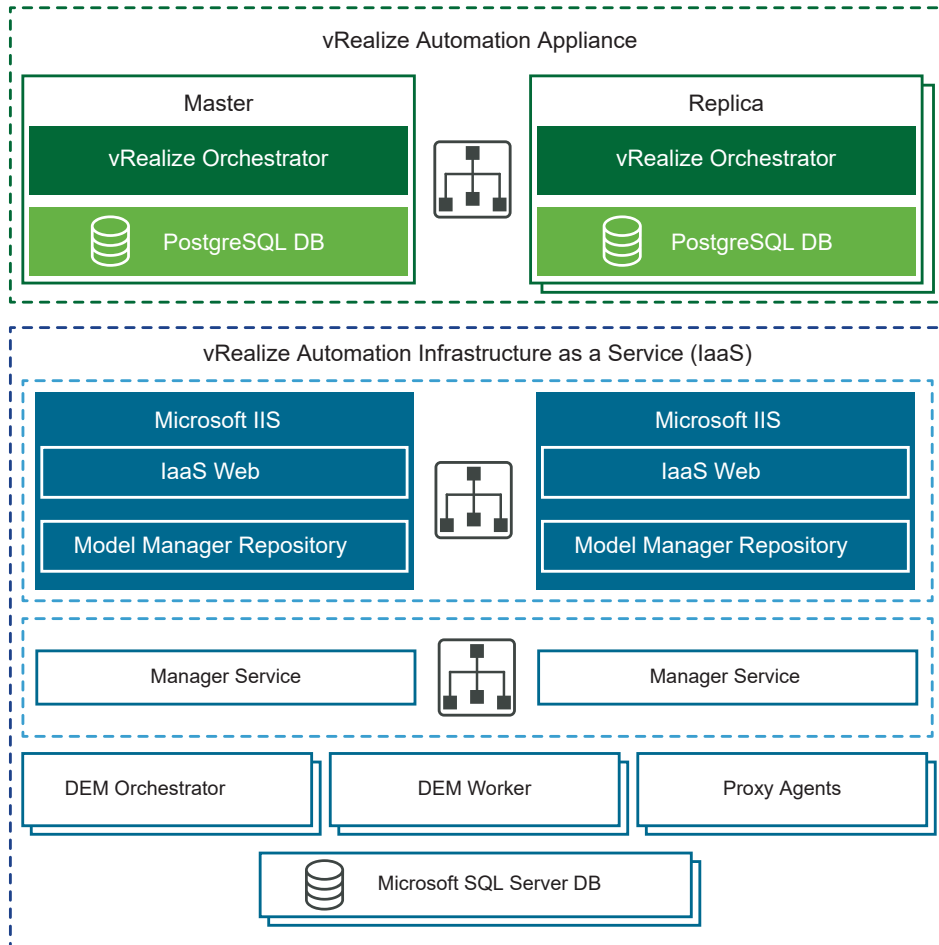 vRealize Automation Appliance
Master
Replica
vRealize Orchestrator
vRealize Orchestrator
PostgreSQL DB
PostgreSQL DB
vRealize Automation Infrastructure as a Service (IaaS)
Microsoft IIS
Microsoft IIS
IaaS Web
IaaS Web
Model Manager Repository
Model Manager Repository
Manager Service
Manager Service
DEM Orchestrator
DEM Worker
Proxy Agents
Microsoft SQL Server DB